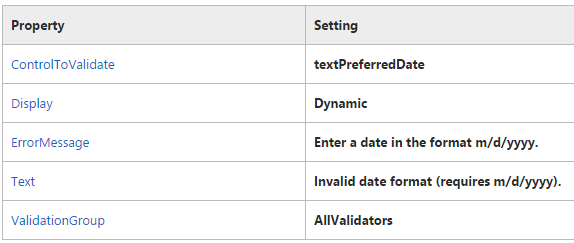 Property Setting
ControlToValidate textPreferredDate
Display Dynamic
ErrorMessage Enter a date in the format m/d/yyyy.
Text Invalid date format (requires m/d/yyyy).
ValidationGroup AllValidators